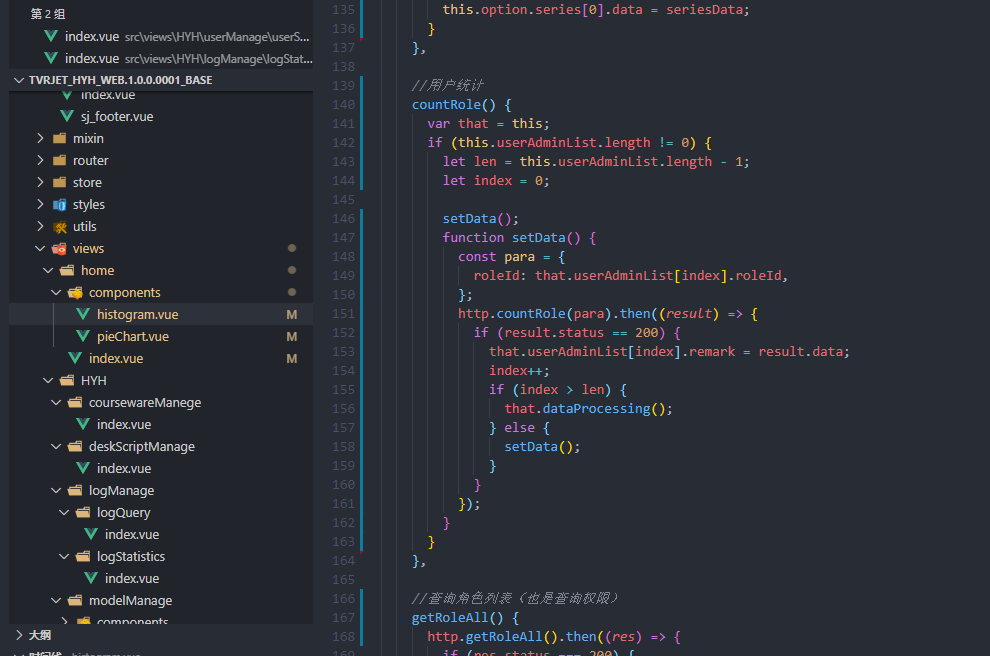 第 2 组
index.vue src\views\HYH\userManage\userS...
index.vue src\views\HYH\logManage\logStat...
TVRJET_HYH_WEB.1.0.0.0001_BASE
index.vue
sj_footer.vue
mixin
router
store
styles
utils
views
home
components
histogram.vue M
pieChart.vue M
index.vue M
HYH
coursewareManege
index.vue
deskScriptManage
index.vue
logManage
logQuery
index.vue
logStatistics
index.vue
modelManage
components
大纲
时间线 histogram.vue
135 this.option.series[0].data = seriesData;
136 }
137 },
138
139 //用户统计
140 countRole() {
141 var that = this;
142 if (this.userAdminList.length != 0) {
143 let len = this.userAdminList.length - 1;
144 let index = 0;
145
146 setData();
147 function setData() {
148 const para = {
149 roleId: that.userAdminList[index].roleId,
150 };
151 http.countRole(para).then((result) => {
152 if (result.status == 200) {
153 that.userAdminList[index].remark = result.data;
154 index++;
155 if (index > len) {
156 that.dataProcessing();
157 } else {
158 setData();
159 }
160 }
161 });
162 }
163 }
164 },
165
166 //查询角色列表（也是查询权限）
167 getRoleAll() {
168 http.getRoleAll().then((res) => {
169 if (res.status === 200) {